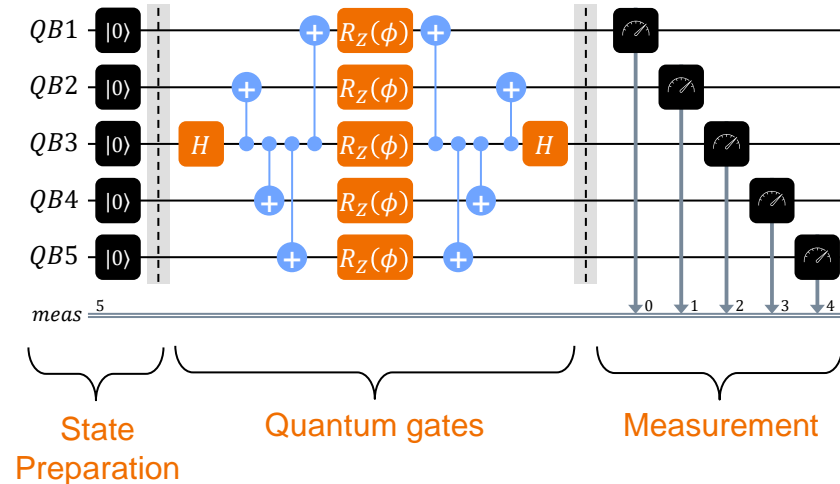 QB1 |0⟩ R_Z(ϕ)
QB2 |0⟩ R_Z(ϕ)
QB3 |0⟩ H R_Z(ϕ) H
QB4 |0⟩ R_Z(ϕ)
QB5 |0⟩ R_Z(ϕ)
meas 5 0 1 2 3 4
State Preparation
Quantum gates
Measurement